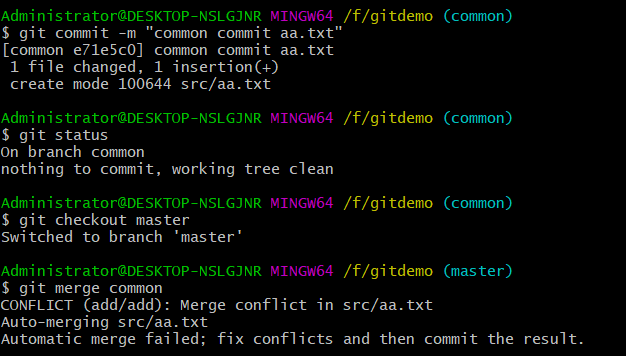 Administrator@DESKTOP-NSLGJNR MINGW64 /f/gitdemo (common)
$ git commit -m "common commit aa.txt"
[common e71e5c0] common commit aa.txt
 1 file changed, 1 insertion(+)
 create mode 100644 src/aa.txt
Administrator@DESKTOP-NSLGJNR MINGW64 /f/gitdemo (common)
$ git status
On branch common
nothing to commit, working tree clean
Administrator@DESKTOP-NSLGJNR MINGW64 /f/gitdemo (common)
$ git checkout master
Switched to branch 'master'
Administrator@DESKTOP-NSLGJNR MINGW64 /f/gitdemo (master)
$ git merge common
CONFLICT (add/add): Merge conflict in src/aa.txt
Auto-merging src/aa.txt
Automatic merge failed; fix conflicts and then commit the result.